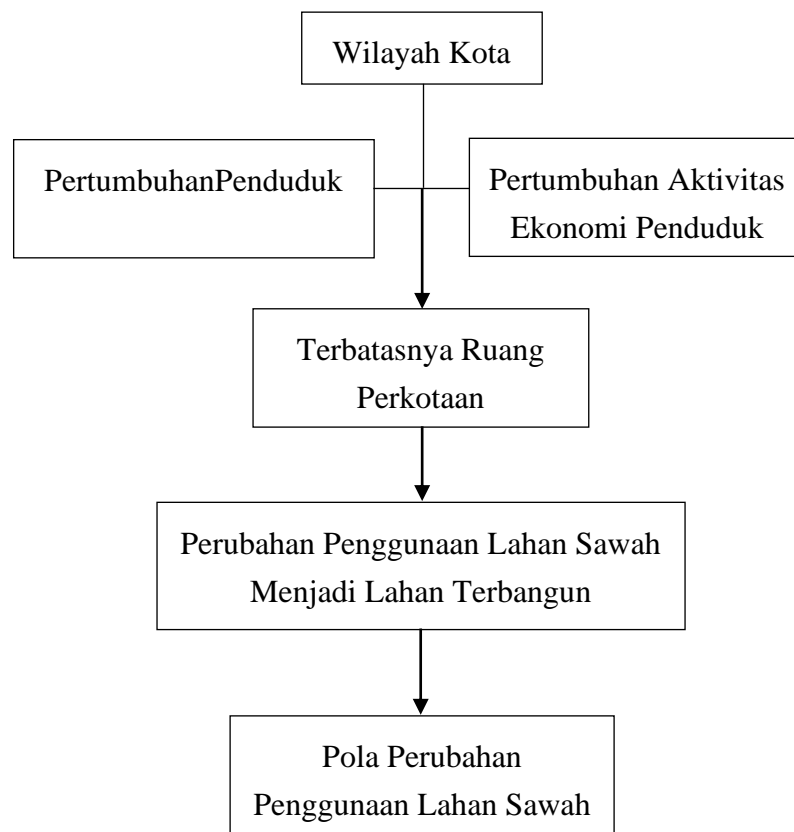 Wilayah Kota
PertumbuhanPenduduk
Pertumbuhan Aktivitas
Ekonomi Penduduk
Terbatasnya Ruang
Perkotaan
Perubahan Penggunaan Lahan Sawah
Menjadi Lahan Terbangun
Pola Perubahan
Penggunaan Lahan Sawah